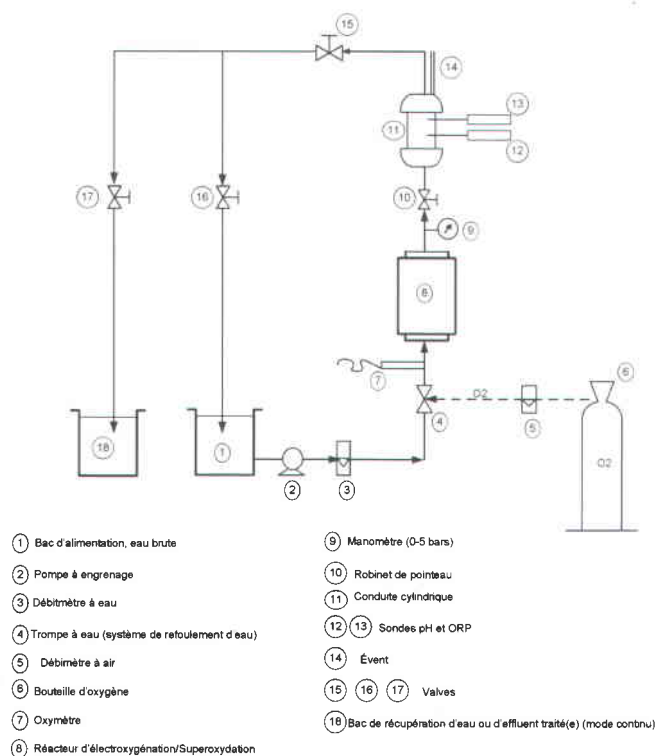 15
14
13
11
12
17
16
10
9
8
7
6
O2
4
5
18
1
O2
2
3
1 Bac d'alimentation, eau brute
2 Pompe à engrenage
3 Débitmètre à eau
4 Trompe à eau (système de refoulement d'eau)
5 Débimètre à air
6 Bouteille d'oxygène
7 Oxymètre
8 Réacteur d'électroxygénation/Superoxydation
9 Manomètre (0-5 bars)
10 Robinet de pointeau
11 Conduite cylindrique
12 13 Sondes pH et ORP
14 Évent
15 16 17 Valves
18 Bac de récupération d'eau ou d'effluent traité(e) (mode continu)